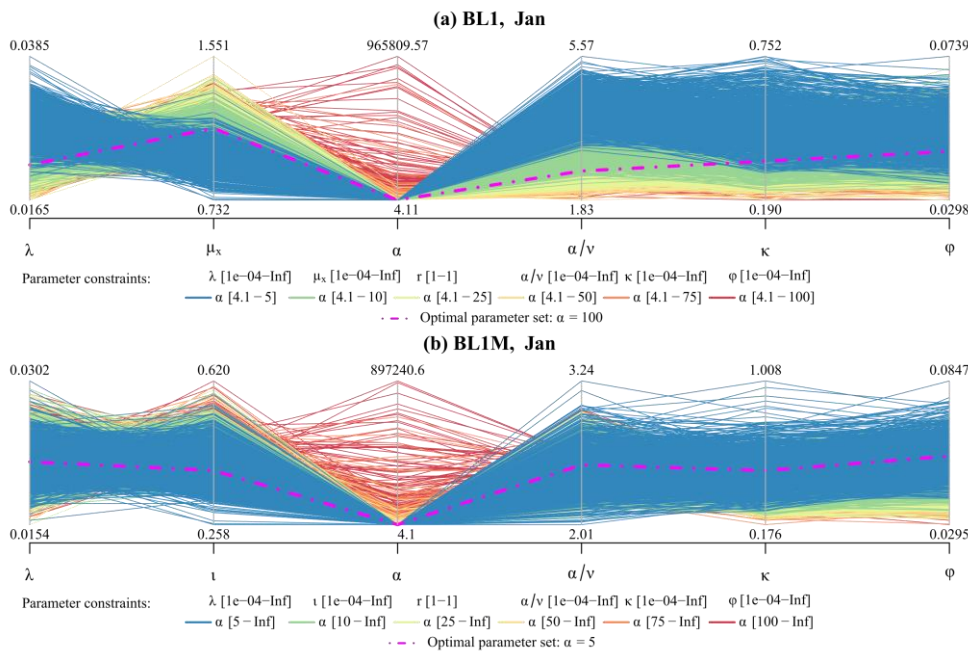 (a) BL1, Jan
0.0385 1.551 965809.57 5.57 0.752 0.0739
0.0165 0.732 4.11 1.83 0.190 0.0298
λ μx α α/ν κ φ
Parameter constraints: λ [1e−04−Inf] μx [1e−04−Inf] r [1−1] α/ν [1e−04−Inf] κ [1e−04−Inf] φ [1e−04−Inf]
α [4.1 − 5] α [4.1 − 10] α [4.1 − 25] α [4.1 − 50] α [4.1 − 75] α [4.1 − 100]
Optimal parameter set: α = 100
(b) BL1M, Jan
0.0302 0.620 897240.6 3.24 1.008 0.0847
0.0154 0.258 4.1 2.01 0.176 0.0295
λ ι α α/ν κ φ
Parameter constraints: λ [1e−04−Inf] ι [1e−04−Inf] r [1−1] α/ν [1e−04−Inf] κ [1e−04−Inf] φ [1e−04−Inf]
α [5 − Inf] α [10 − Inf] α [25 − Inf] α [50 − Inf] α [75 − Inf] α [100 − Inf]
Optimal parameter set: α = 5